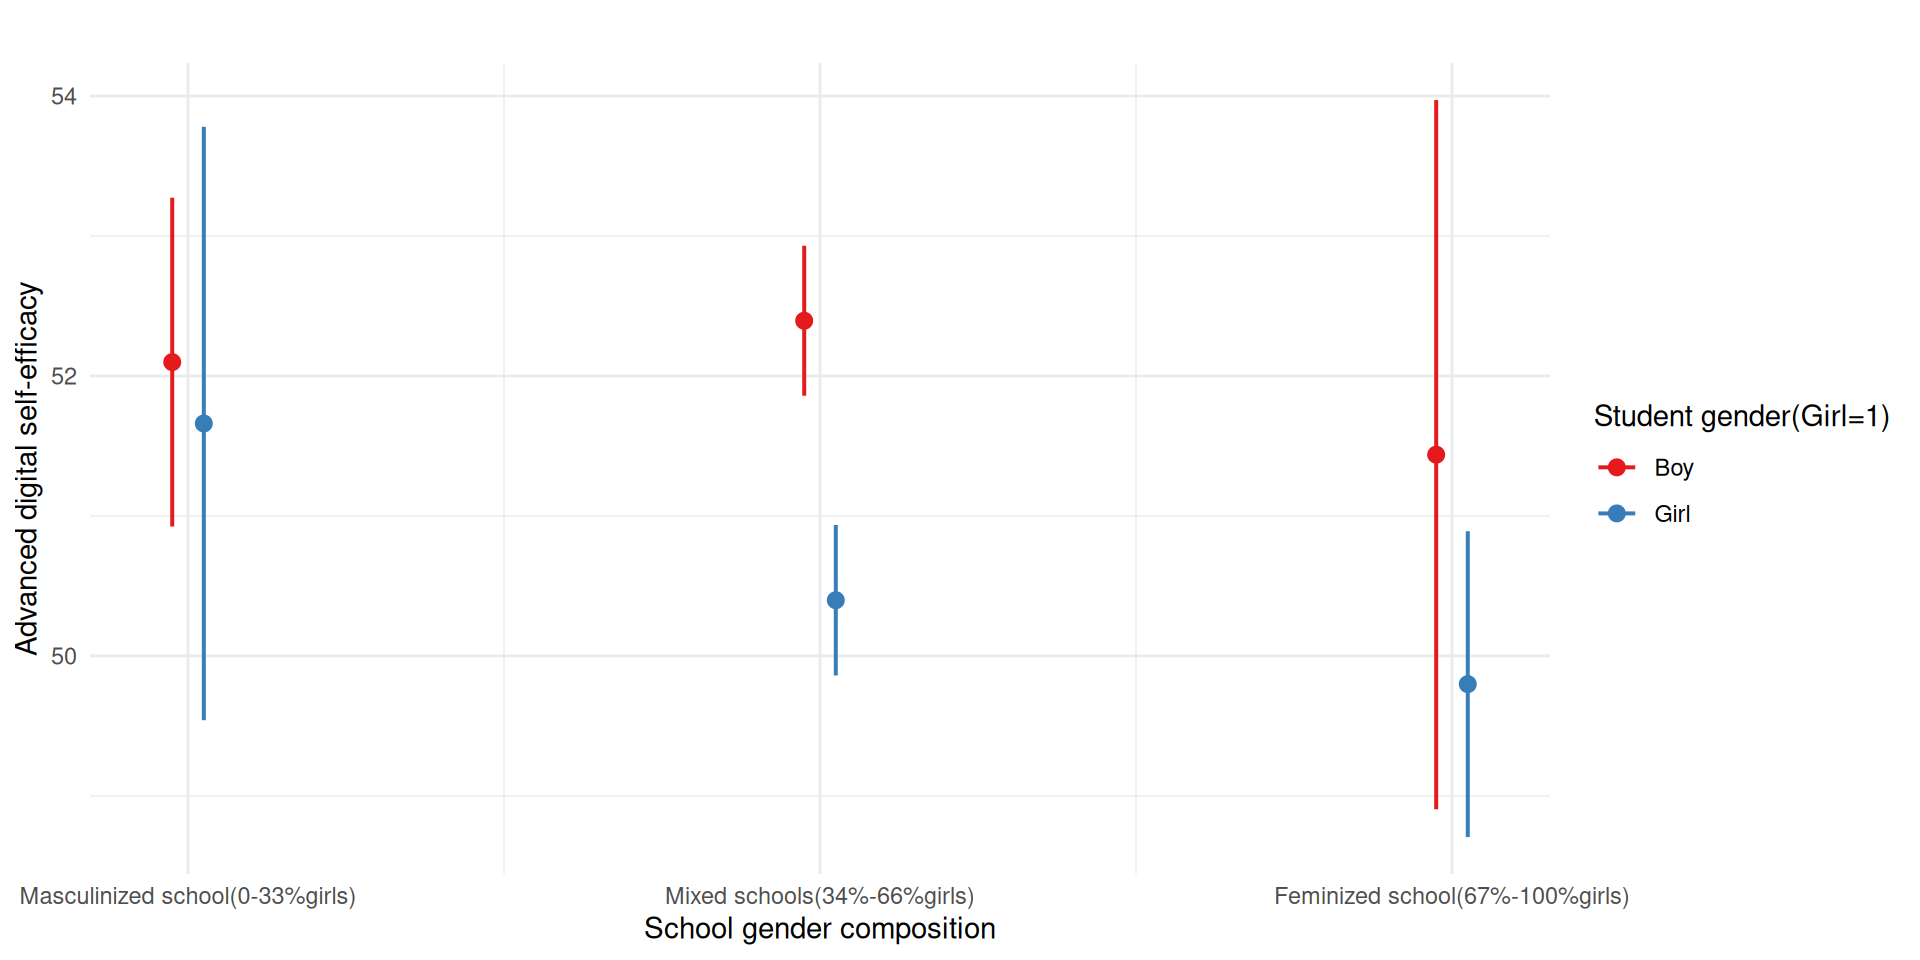 54
52
50
Advanced digital self-efficacy
Masculinized school(0-33%girls)
Mixed schools(34%-66%girls)
Feminized school(67%-100%girls)
School gender composition
Student gender(Girl=1)
Boy
Girl